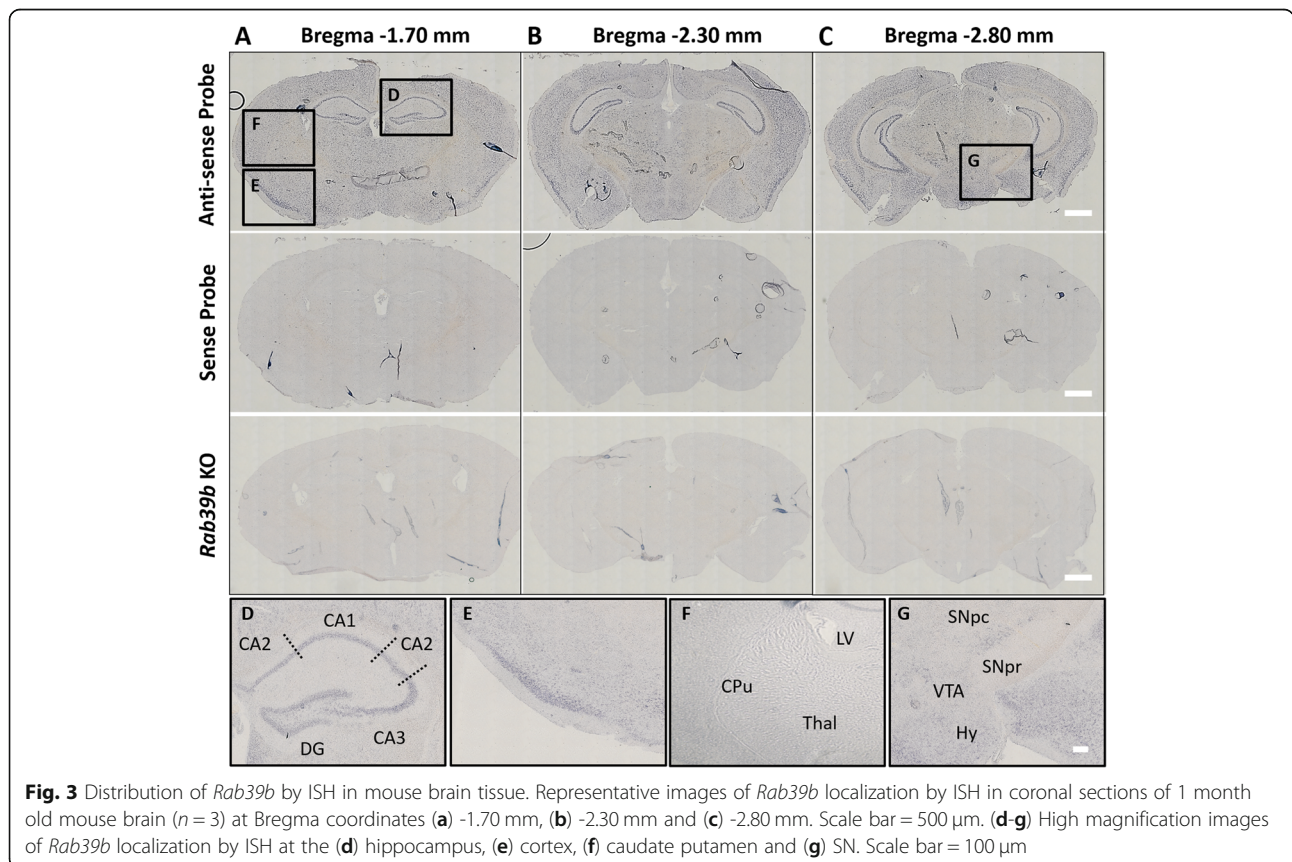 A Bregma -1.70 mm B Bregma -2.30 mm C Bregma -2.80 mm
Anti-sense Probe
D
F
E
G
Sense Probe
Rab39b KO
D CA1 CA2 CA2 CA3 DG
E
F LV CPu Thal
G SNpc SNpr VTA Hy
Fig. 3 Distribution of Rab39b by ISH in mouse brain tissue. Representative images of Rab39b localization by ISH in coronal sections of 1 month
old mouse brain (n = 3) at Bregma coordinates (a) -1.70 mm, (b) -2.30 mm and (c) -2.80 mm. Scale bar = 500 μm. (d-g) High magnification images
of Rab39b localization by ISH at the (d) hippocampus, (e) cortex, (f) caudate putamen and (g) SN. Scale bar = 100 μm